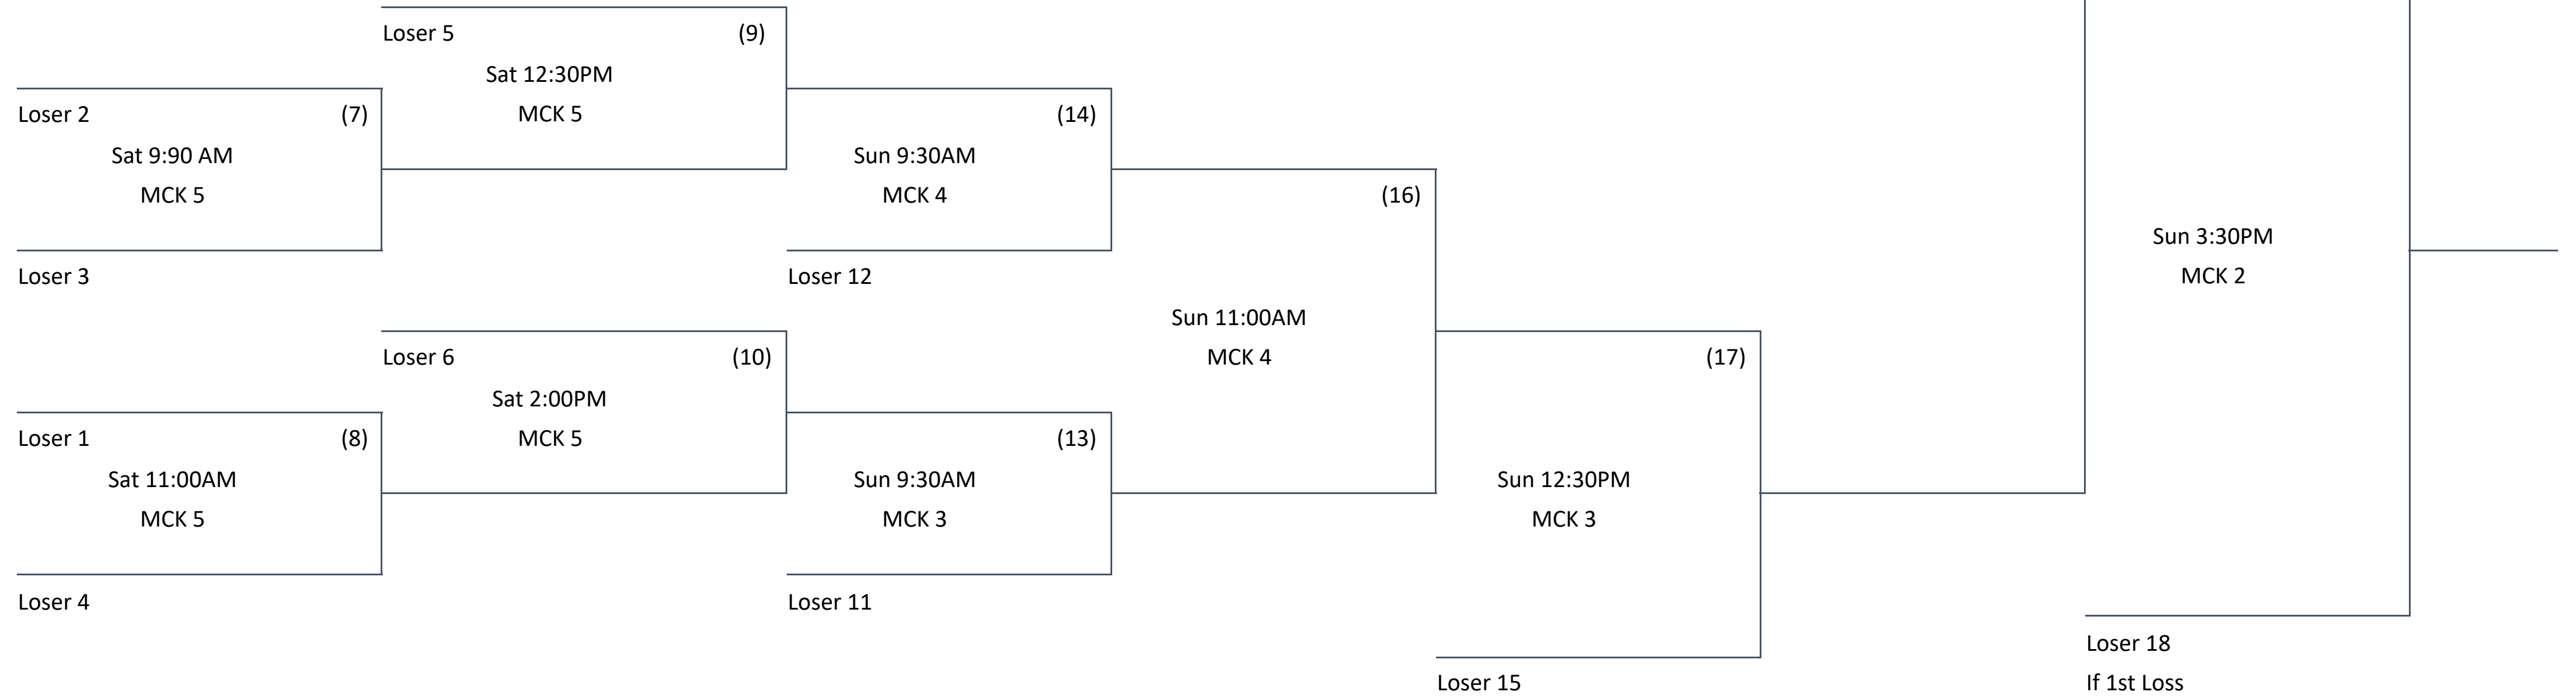 Loser 5 (9)
Sat 12:30PM
MCK 5
Loser 2 (7)
Sat 9:90 AM
MCK 5
Loser 3
(14)
Sun 9:30AM
MCK 4
Loser 12
(16)
Sun 11:00AM
MCK 4
Loser 6 (10)
Sat 2:00PM
MCK 5
Loser 1 (8)
Sat 11:00AM
MCK 5
Loser 4
(13)
Sun 9:30AM
MCK 3
Loser 11
(17)
Sun 12:30PM
MCK 3
Loser 15
Sun 3:30PM
MCK 2
Loser 18
If 1st Loss